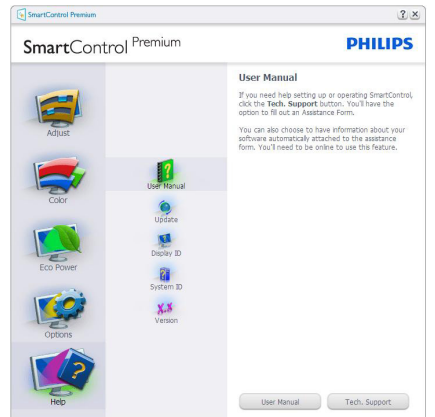 SmartControl Premium
SmartControl Premium
PHILIPS
Adjust
Color
Eco Power
Options
Help
User Manual
Update
Display ID
System ID
X.X
Version
User Manual
If you need help setting up or operating SmartControl,
click the Tech. Support button. You'll have the
option to fill out an Assistance Form.
You can also choose to have information about your
software automatically attached to the assistance
form. You'll need to be online to use this feature.
User Manual
Tech. Support